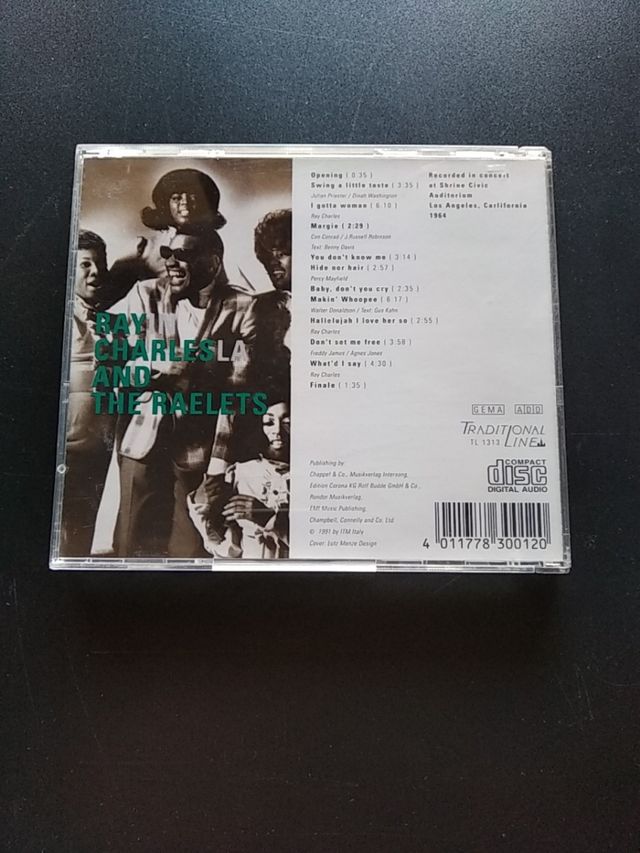 RAY IN
CHARLES LA
AND
THE RAELETS
Opening ( 0:35 )
Swing a little taste ( 3:35 )
Julian Priester / Dinah Washington
I gotta woman ( 6:10 )
Ray Charles
Margie ( 2:29 )
Con Conrad / J.Russell Robinson
Text: Benny Davis
You don't know me ( 3:14 )
Hide nor hair ( 2:57 )
Percy Mayfield
Baby, don't you cry ( 2:35 )
Makin' Whoopee ( 6:17 )
Walter Donaldson / Text: Gus Kahn
Hallelujah I love her so ( 2:55 )
Ray Charles
Don't set me free ( 3:58 )
Freddy James / Agnes Jones
What'd I say ( 4:30 )
Ray Charles
Finale ( 1:35 )
Recorded in concert
at Shrine Civic
Auditorium
Los Angeles, Carlifornia
1964
GEMA ADD
TRADITIONAL
LINE
TL 1313
COMPACT
disc
DIGITAL AUDIO
Publishing by:
Chappel & Co., Musikverlag Intersong,
Edition Corona KG Rolf Budde GmbH & Co.,
Rondor Musikverlag,
EMI Music Publishing,
Champbell, Connelly and Co. Ltd.
© 1991 by ITM Italy
Cover: Lutz Menze Design
4 011778 300120